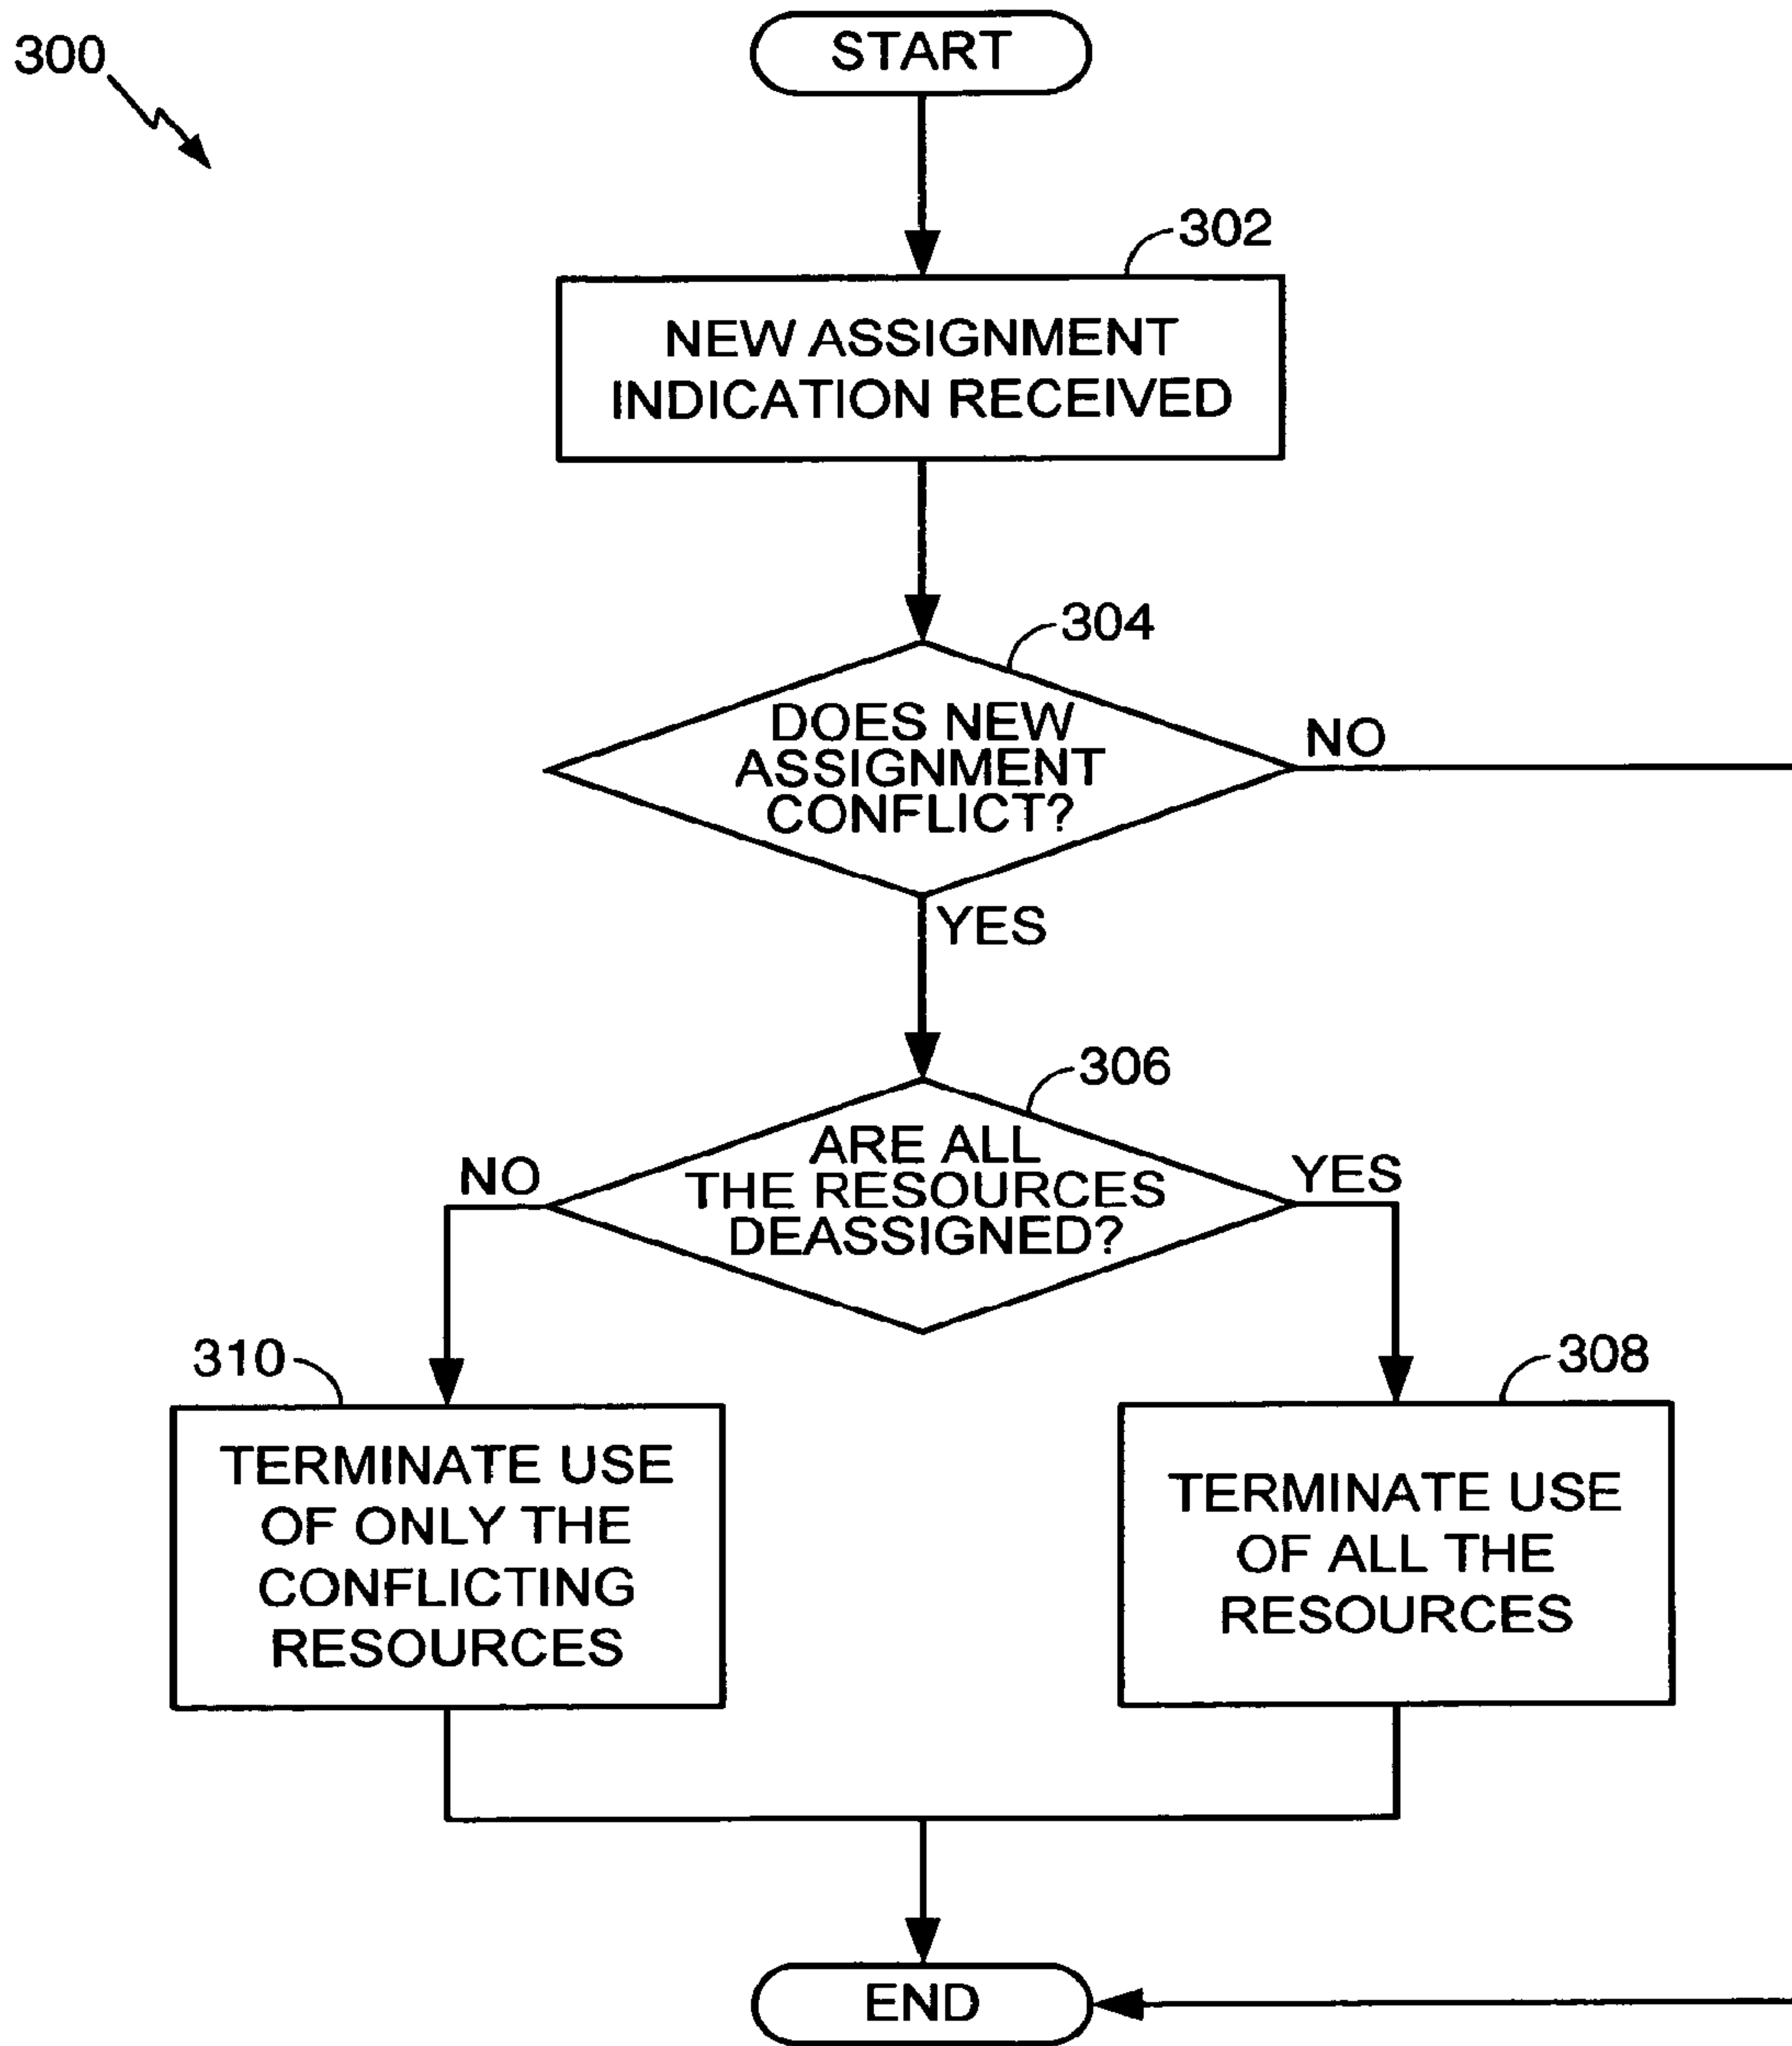 300
START
302
NEW ASSIGNMENT
INDICATION RECEIVED
304
DOES NEW
ASSIGNMENT
CONFLICT?
NO
YES
306
ARE ALL
THE RESOURCES
DEASSIGNED?
NO
YES
310
TERMINATE USE
OF ONLY THE
CONFLICTING
RESOURCES
308
TERMINATE USE
OF ALL THE
RESOURCES
END